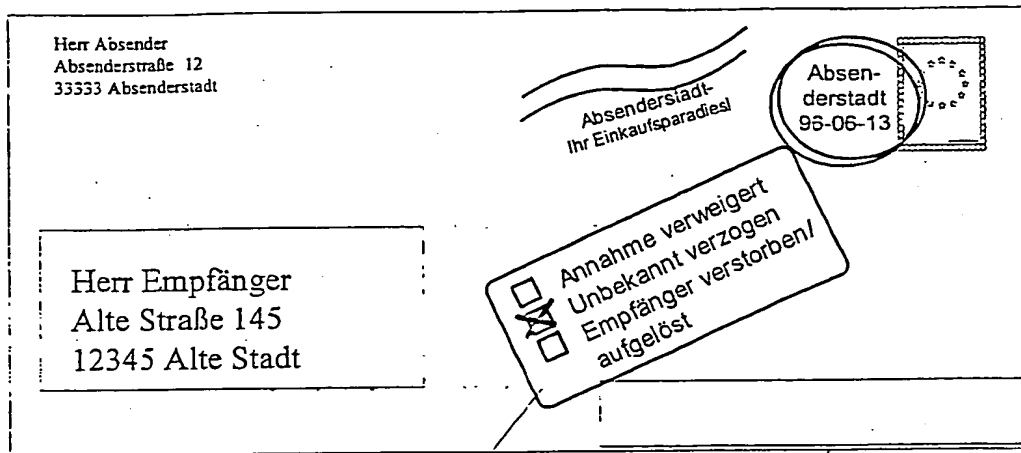 Herr Absender
Absenderstraße 12
33333 Absenderstadt
Absenderstadt-
Ihr Einkaufsparadies!
Absen-
derstadt
96-06-13
Annahme verweigert
Unbekannt verzogen
Empfänger verstorben/
aufgelöst
Herr Empfänger
Alte Straße 145
12345 Alte Stadt